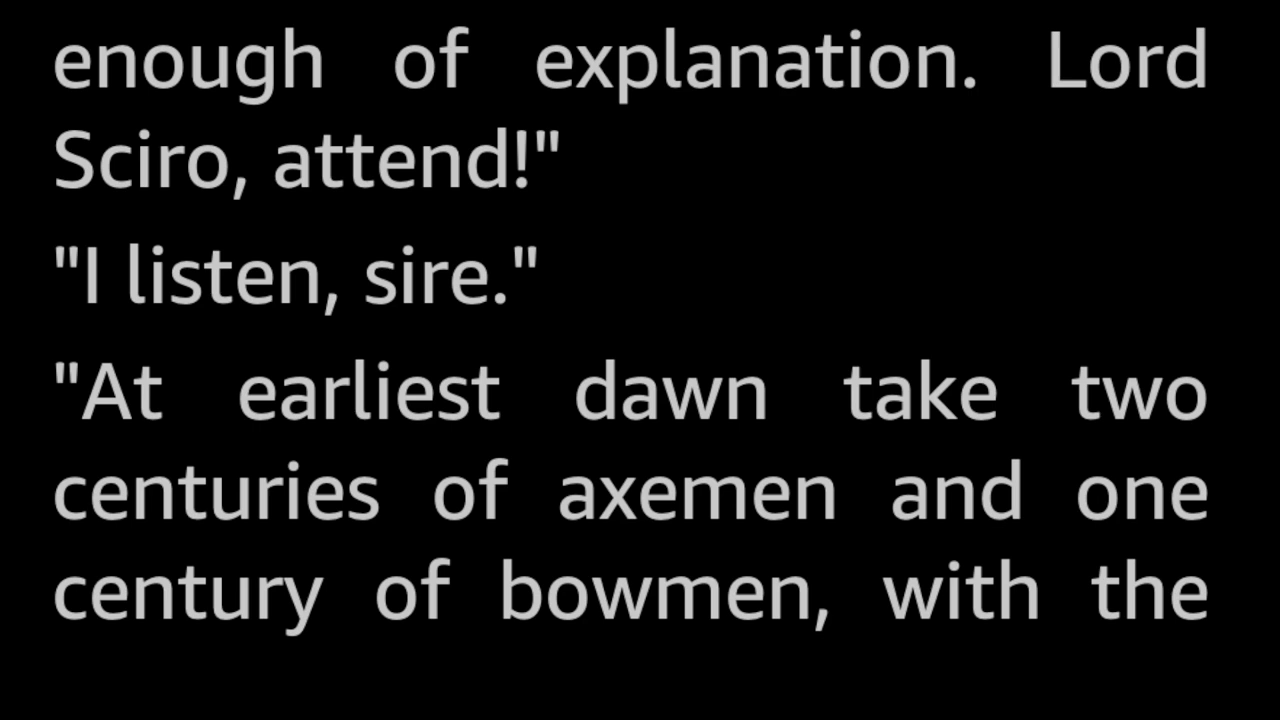 enough of explanation. Lord
Sciro, attend!"
"I listen, sire."
"At earliest dawn take two
centuries of axemen and one
century of bowmen, with the